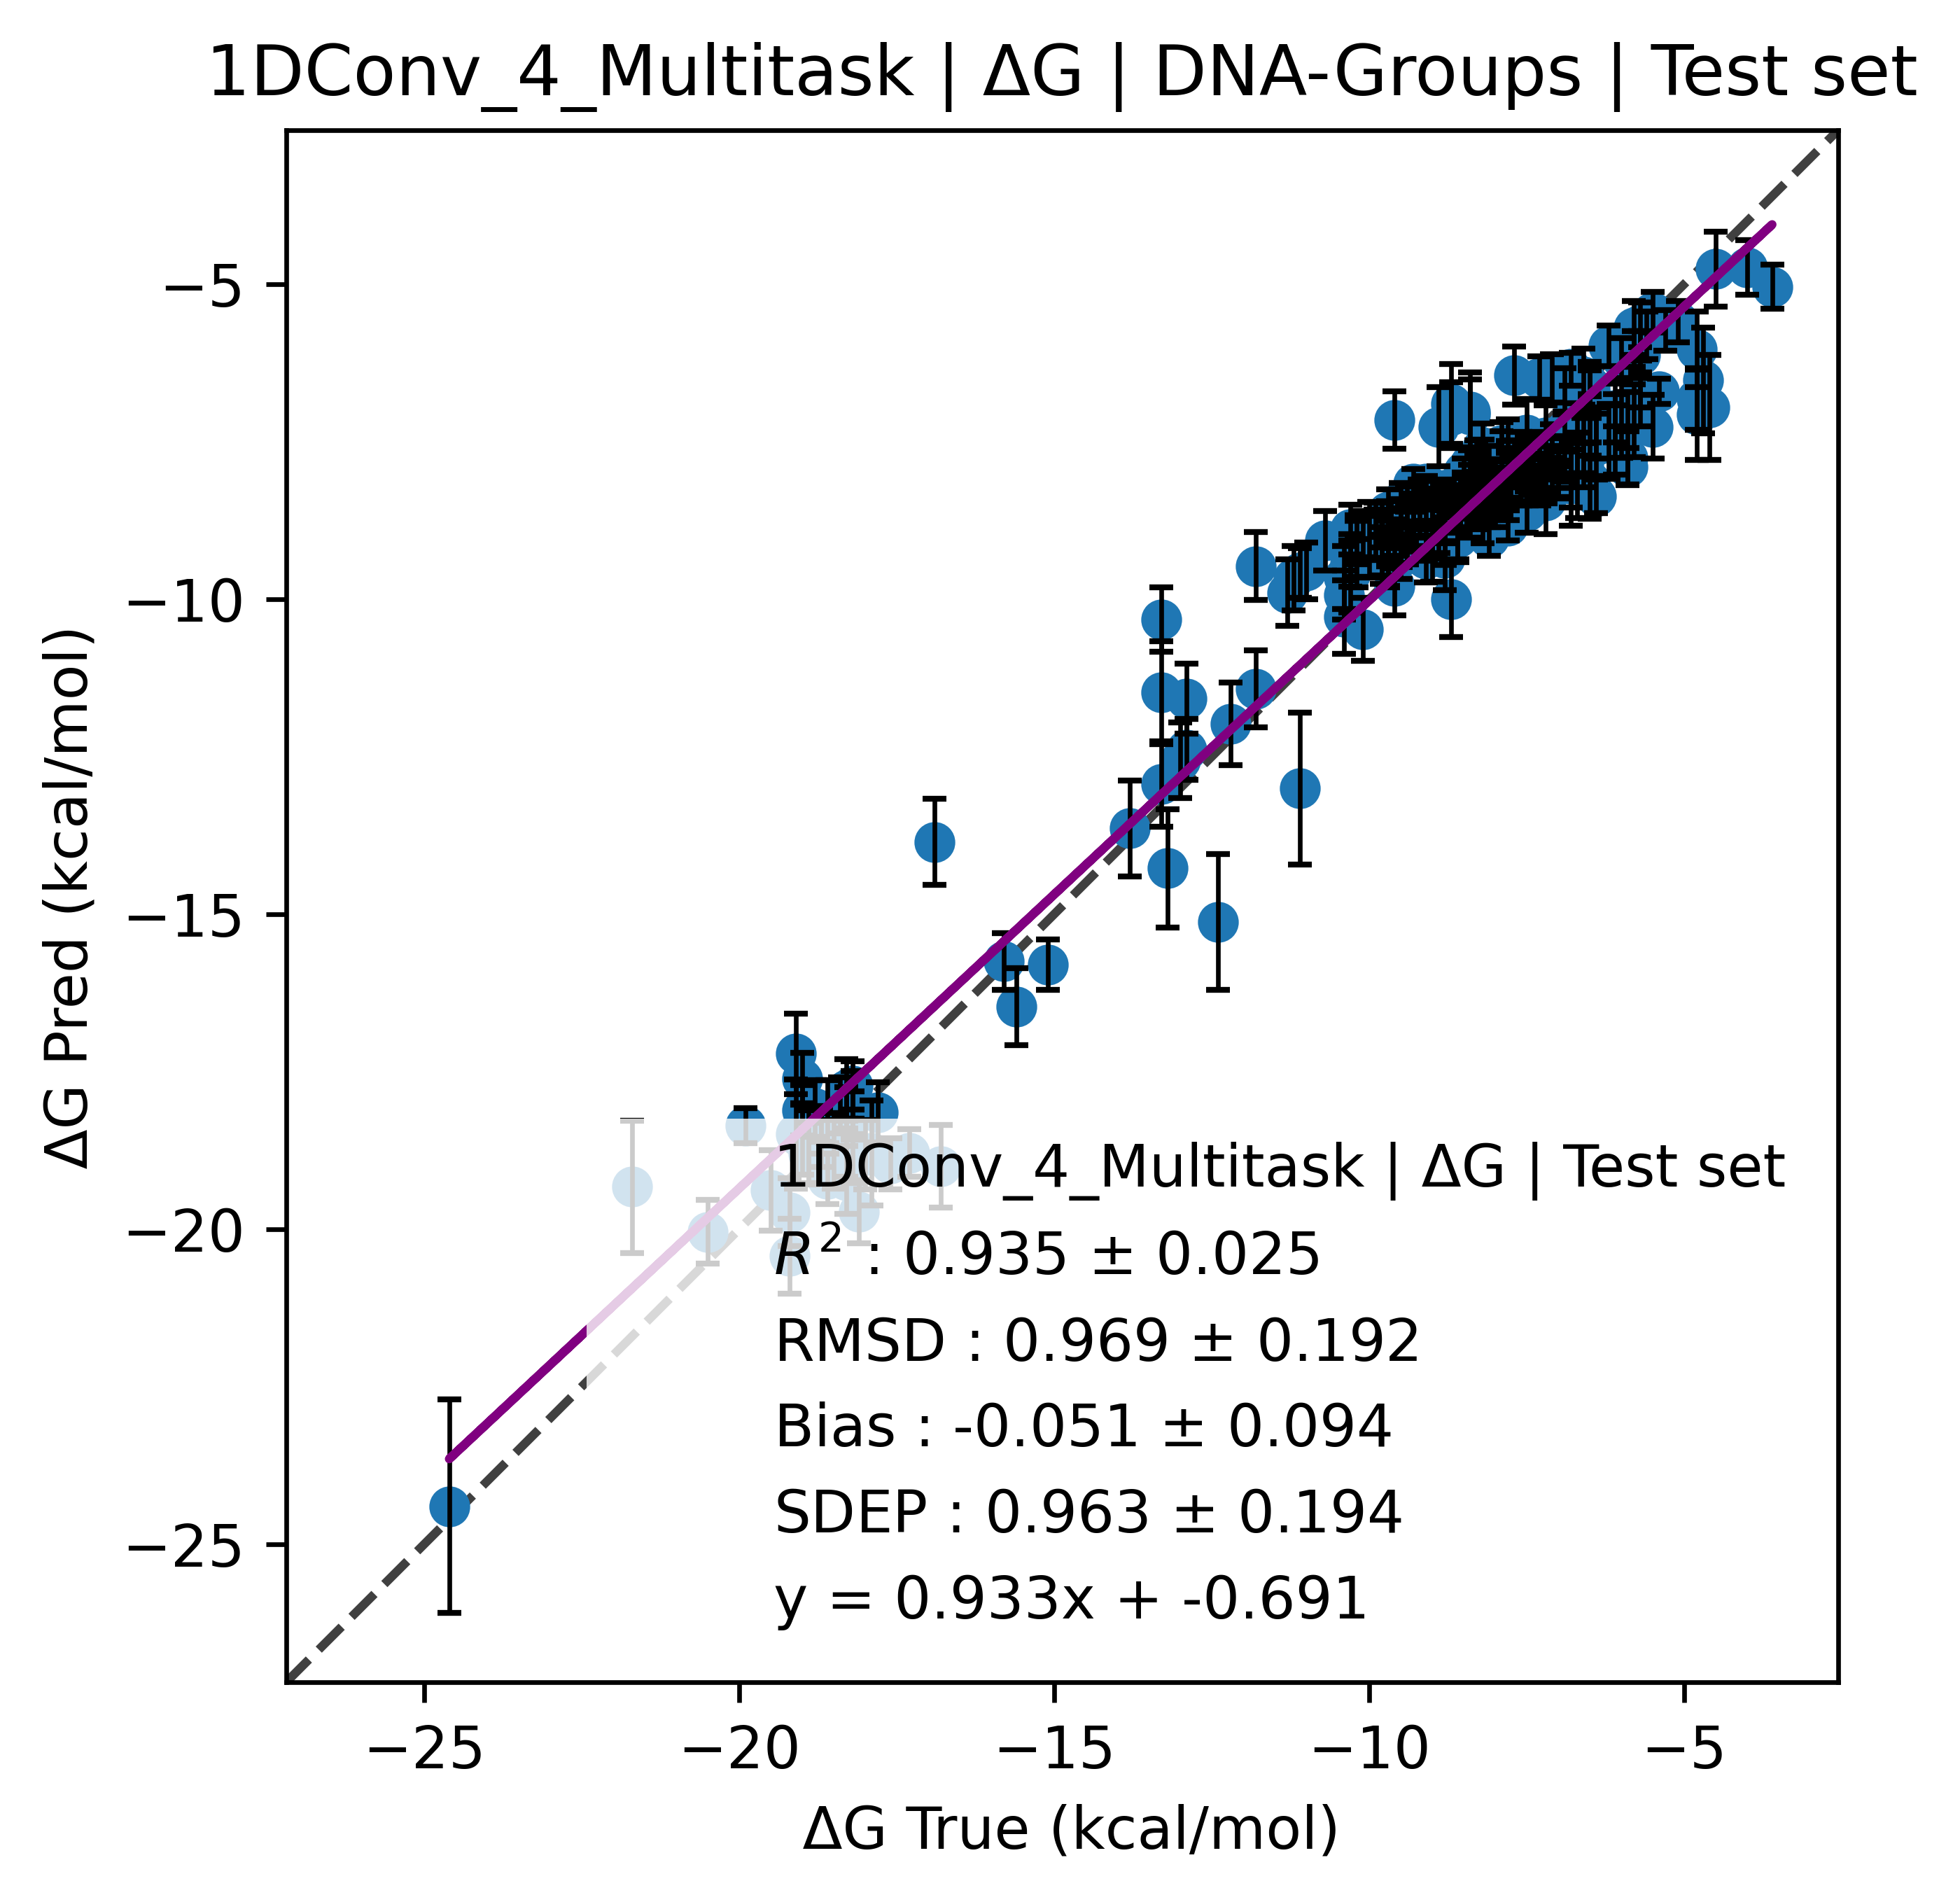 1DConv_4_Multitask | ΔG | DNA-Groups | Test set
ΔG Pred (kcal/mol)
−5
−10
−15
−20
−25
1DConv_4_Multitask | ΔG | Test set
R² : 0.935 ± 0.025
RMSD : 0.969 ± 0.192
Bias : -0.051 ± 0.094
SDEP : 0.963 ± 0.194
y = 0.933x + -0.691
−25 −20 −15 −10 −5
ΔG True (kcal/mol)